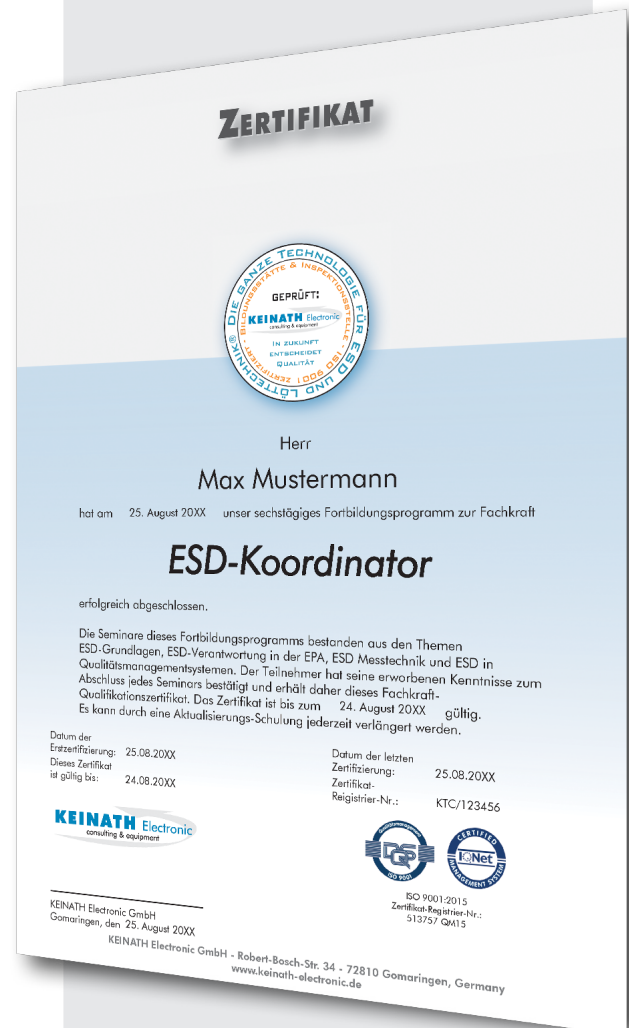 ZERTIFIKAT
DIE GANZE TECHNOLOGIE FÜR ESD UND LÖTTECHNIK®
BILDUNGSSTÄTTE & INSPEKTIONSSTELLE - ISO 9001 ZERTIFIZIERT -
GEPRÜFT:
KEINATH Electronic
consulting & equipment
IN ZUKUNFT
ENTSCHEIDET
QUALITÄT
Herr
Max Mustermann
hat am 25. August 20XX unser sechstägiges Fortbildungsprogramm zur Fachkraft
ESD-Koordinator
erfolgreich abgeschlossen.
Die Seminare dieses Fortbildungsprogramms bestanden aus den Themen
ESD-Grundlagen, ESD-Verantwortung in der EPA, ESD Messtechnik und ESD in
Qualitätsmanagementsystemen. Der Teilnehmer hat seine erworbenen Kenntnisse zum
Abschluss jedes Seminars bestätigt und erhält daher dieses Fachkraft-
Qualifikationszertifikat. Das Zertifikat ist bis zum 24. August 20XX gültig.
Es kann durch eine Aktualisierungs-Schulung jederzeit verlängert werden.
Datum der
Erstzertifizierung: 25.08.20XX
Dieses Zertifikat
ist gültig bis: 24.08.20XX
Datum der letzten
Zertifizierung: 25.08.20XX
Zertifikat-
Reigistrier-Nr.: KTC/123456
KEINATH Electronic
consulting & equipment
Qualitätsmanagement
DQS
ISO 9001
CERTIFIED
IQNet
MANAGEMENT SYSTEM
ISO 9001:2015
Zertifikat-Registrier-Nr.:
513757 QM15
KEINATH Electronic GmbH
Gomaringen, den 25. August 20XX
KEINATH Electronic GmbH - Robert-Bosch-Str. 34 - 72810 Gomaringen, Germany
www.keinath-electronic.de